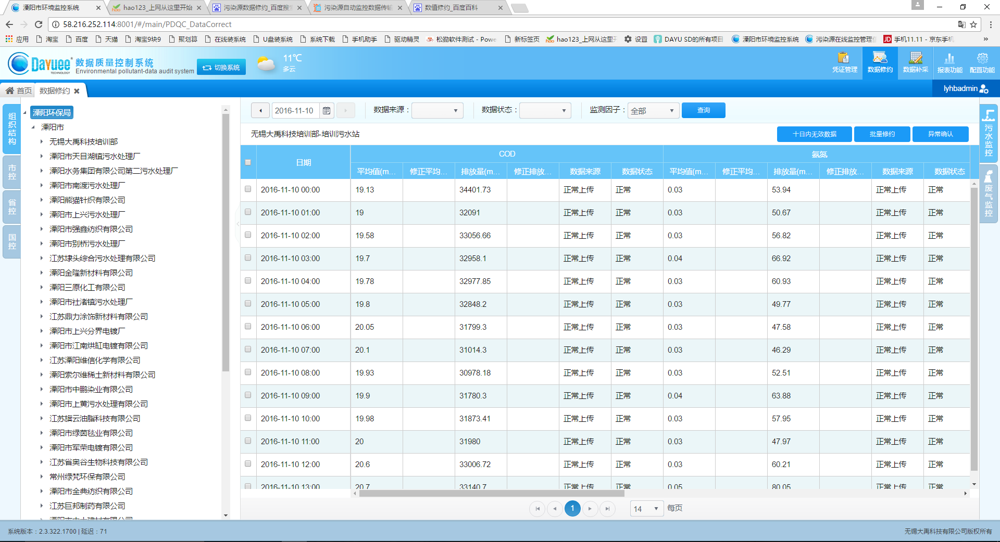 溧阳市环境监控系统
hao123_上网从这里开始
污染源数据修约_百度搜
污染源自动监控数据传输
数值修约_百度百科
58.216.252.114:8001/#/main/PDQC_DataCorrect
应用 淘宝 百度 天猫 淘宝9块9 聚划算 在线装系统 U盘装系统 系统下载 手机助手 驱动精灵 松勤软件测试 - Powe 新标签页 hao123_上网从这里 设置 DAYU SD的所有项目 溧阳市环境监控系统 污染源在线监控管理 手机11.11 - 京东手机 »
Dayuee
TECHNOLOGY
数据质量控制系统
Environmental pollutant-data audit system
切换系统
11℃
多云
凭证管理 数据修约 数据补采 报表功能 配置功能
首页 数据修约
lyhbadmin
组织结构
市控
省控
国控
溧阳环保局
溧阳市
无锡大禹科技培训部
溧阳市天目湖镇污水处理厂
溧阳水务集团有限公司第二污水处理厂
溧阳市南渡污水处理厂
溧阳熊猫针织有限公司
溧阳市上兴污水处理厂
溧阳市强鑫纺织有限公司
溧阳市别桥污水处理厂
江苏埭头综合污水处理有限公司
溧阳金隆新材料有限公司
溧阳三原化工有限公司
溧阳市社渚镇污水处理厂
江苏鼎力涂饰新材料有限公司
溧阳市上兴分界电镀厂
溧阳市江南烘缸电镀有限公司
江苏溧阳维信化学有限公司
溧阳索尔维稀土新材料有限公司
溧阳市中鹏染业有限公司
溧阳市上黄污水处理有限公司
江苏旗云油脂科技有限公司
溧阳市绿茵毯业有限公司
溧阳市军荣电镀有限公司
江苏省奥谷生物科技有限公司
常州绿梵环保有限公司
溧阳市金典纺织有限公司
江苏巨邦制药有限公司
2016-11-10 数据来源： 数据状态： 监测因子： 全部 查询
无锡大禹科技培训部-培训污水站
十日内无效数据 批量修约 异常确认
日期 COD 氨氮
平均值(m... 修正平均... 排放量(m... 修正排放... 数据来源 数据状态 平均值(m... 修正平均... 排放量(m... 修正排放... 数据来源 数据状态
2016-11-10 00:00 19.13 34401.73 正常上传 正常 0.03 53.94 正常上传 正常
2016-11-10 01:00 19 32091 正常上传 正常 0.03 50.67 正常上传 正常
2016-11-10 02:00 19.58 33056.66 正常上传 正常 0.03 56.82 正常上传 正常
2016-11-10 03:00 19.7 32958.1 正常上传 正常 0.04 66.92 正常上传 正常
2016-11-10 04:00 19.78 32977.85 正常上传 正常 0.03 60.93 正常上传 正常
2016-11-10 05:00 19.8 32848.2 正常上传 正常 0.03 49.77 正常上传 正常
2016-11-10 06:00 20.05 31799.3 正常上传 正常 0.03 47.58 正常上传 正常
2016-11-10 07:00 20.1 31014.3 正常上传 正常 0.03 46.29 正常上传 正常
2016-11-10 08:00 19.93 30978.18 正常上传 正常 0.03 52.51 正常上传 正常
2016-11-10 09:00 19.9 31780.3 正常上传 正常 0.04 63.88 正常上传 正常
2016-11-10 10:00 19.98 31873.41 正常上传 正常 0.03 57.95 正常上传 正常
2016-11-10 11:00 20 31980 正常上传 正常 0.03 47.97 正常上传 正常
2016-11-10 12:00 20.6 33006.72 正常上传 正常 0.03 60.21 正常上传 正常
2016-11-10 13:00 20.7 33140.7 正常上传 正常 0.05 80.05 正常上传 正常
1 14 每页
污水监控
废气监控
系统版本：2.3.322.1700 | 延迟：71
无锡大禹科技有限公司版权所有